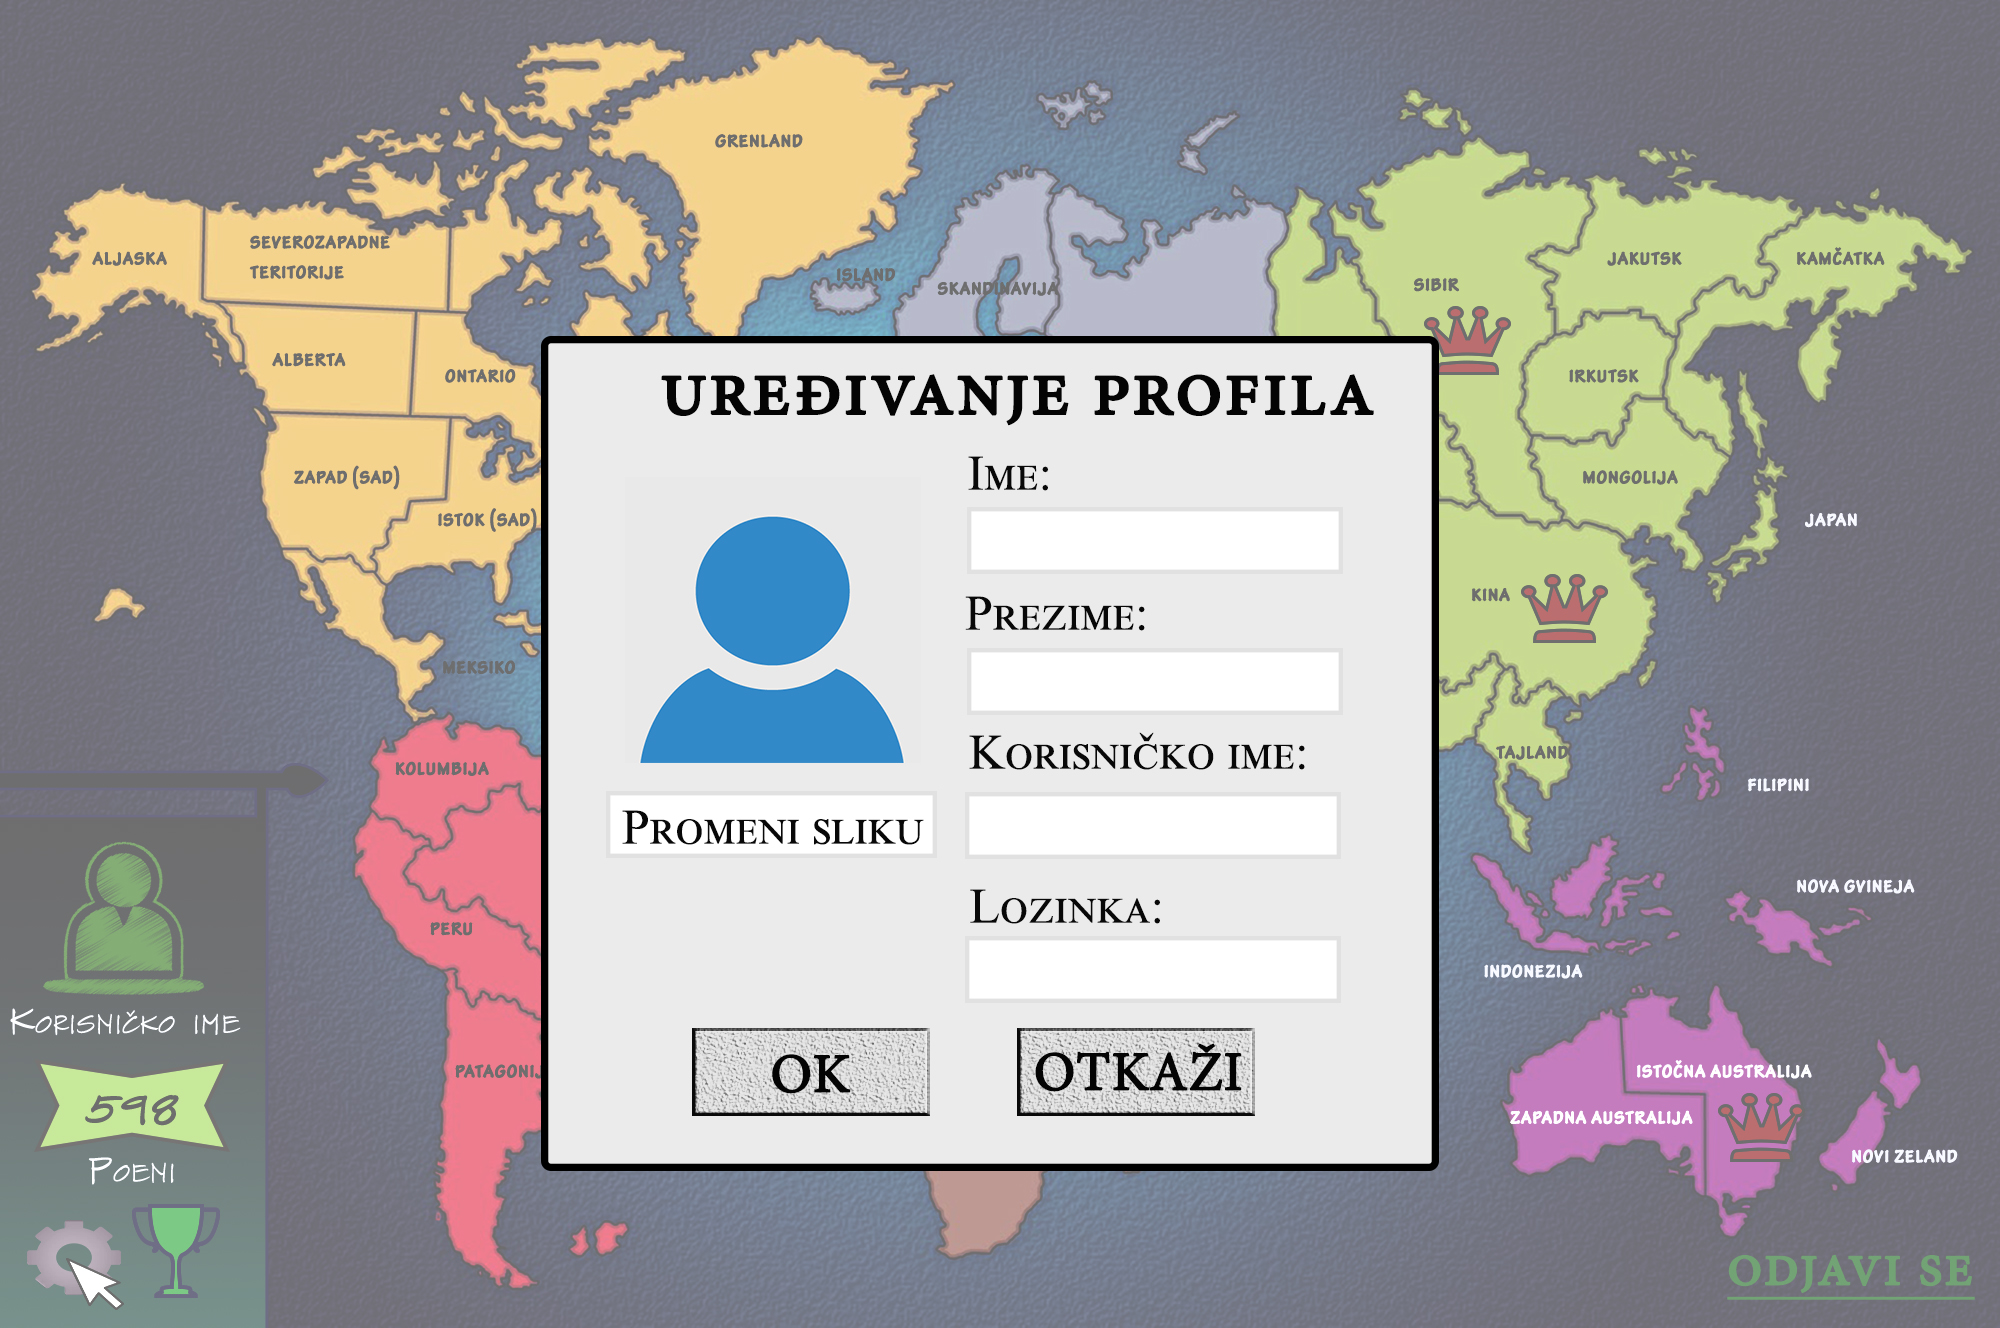 GRENLAND
SEVEROZAPADNE
TERITORIJE
ALJASKA
ISLAND
SKANDINAVIJA
SIBIR
JAKUTSK
KAMČATKA
ALBERTA
ONTARIO
IRKUTSK
ZAPAD (SAD)
ISTOK (SAD)
MONGOLIJA
JAPAN
KINA
MEKSIKO
TAJLAND
KOLUMBIJA
FILIPINI
NOVA GVINEJA
PERU
INDONEZIJA
PATAGONIJ
ISTOČNA AUSTRALIJA
ZAPADNA AUSTRALIJA
NOVI ZELAND
UREĐIVANJE PROFILA
Ime:
Prezime:
Korisničko ime:
Promeni sliku
Lozinka:
OK
OTKAŽI
Korisničko ime
598
Poeni
ODJAVI SE